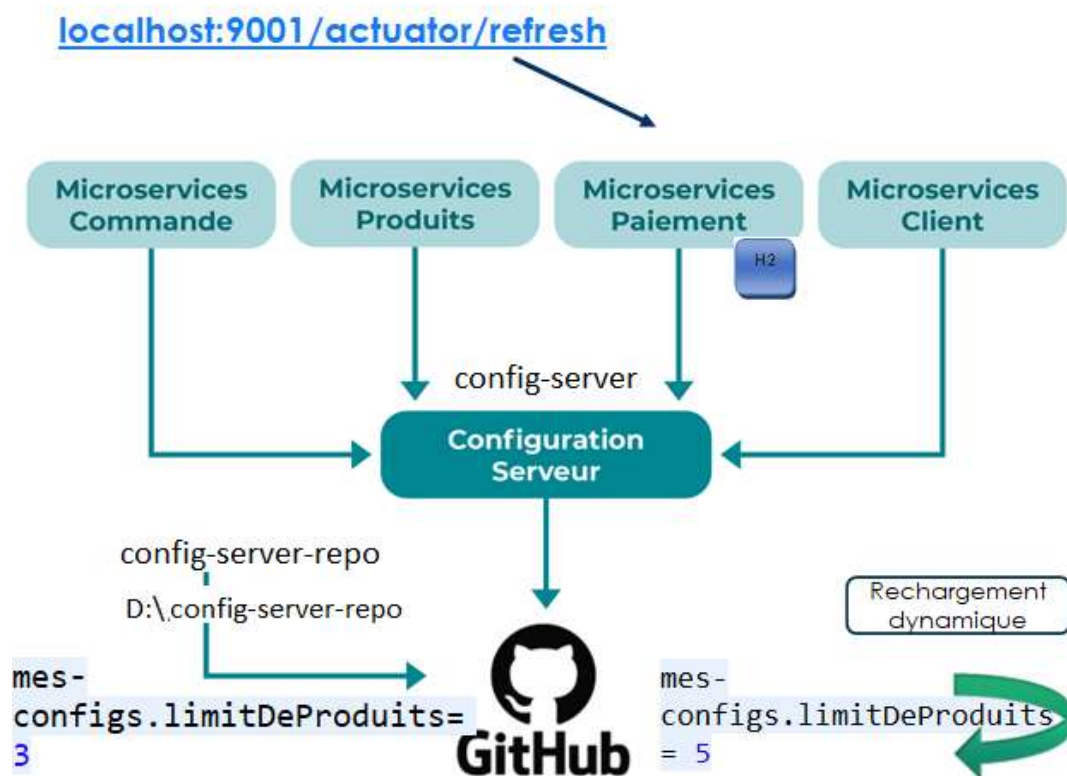 localhost:9001/actuator/refresh
Microservices
Commande
Microservices
Produits
Microservices
Paiement
Microservices
Client
H2
config-server
Configuration
Serveur
config-server-repo
D:\.config-server-repo
Rechargement
dynamique
mes-
configs.limitDeProduits=
3
GitHub
mes-
configs.limitDeProduits
= 5